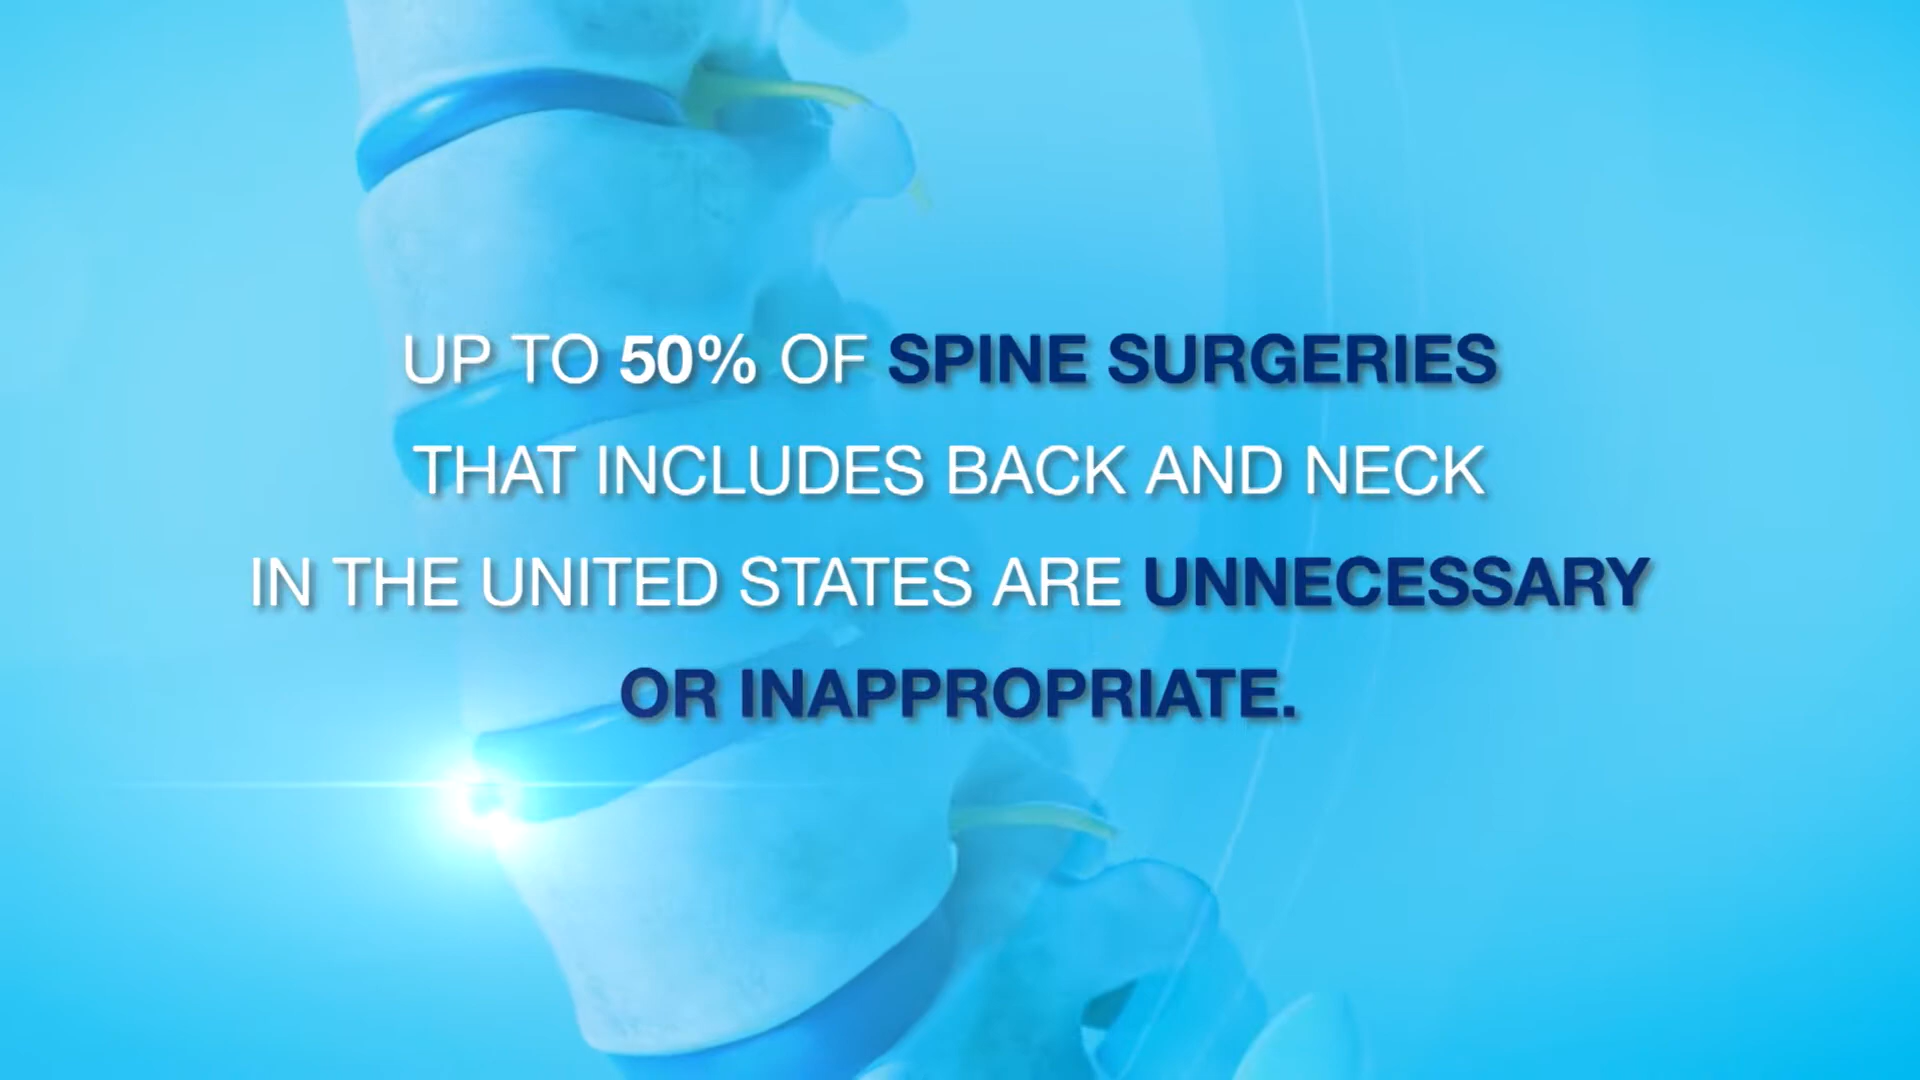 UP TO 50% OF SPINE SURGERIES
THAT INCLUDES BACK AND NECK
IN THE UNITED STATES ARE UNNECESSARY
OR INAPPROPRIATE.